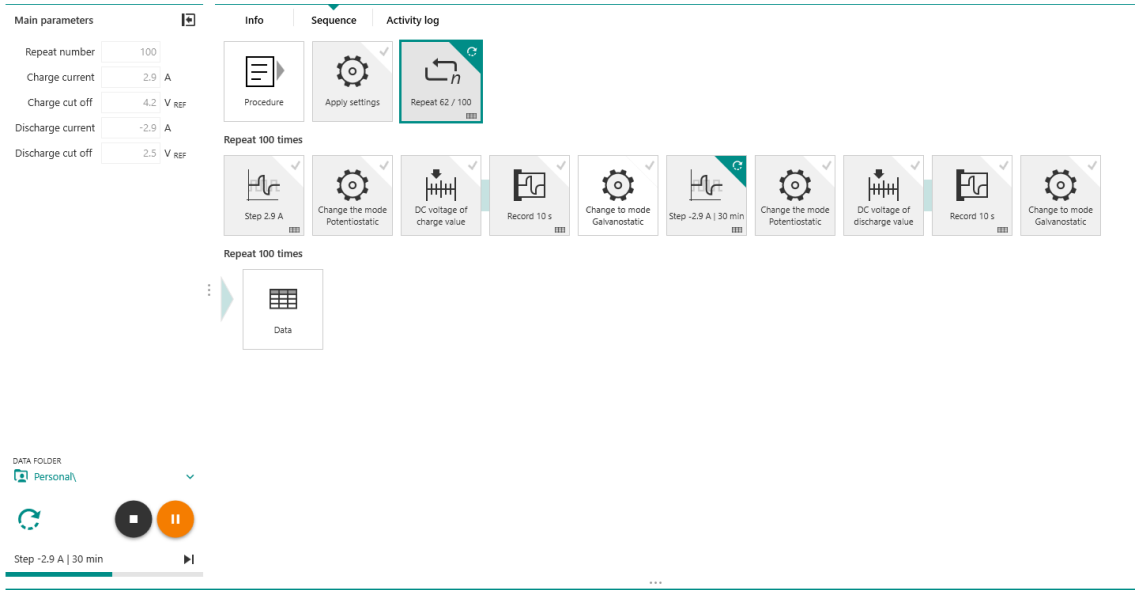 Main parameters
Info
Sequence
Activity log
Repeat number 100
Charge current 2.9 A
Charge cut off 4.2 V REF
Discharge current -2.9 A
Discharge cut off 2.5 V REF
Procedure
Apply settings
n
Repeat 62 / 100
Repeat 100 times
Step 2.9 A
Change the mode
Potentiostatic
DC voltage of
charge value
Record 10 s
Change to mode
Galvanostatic
Step -2.9 A | 30 min
Change the mode
Potentiostatic
DC voltage of
discharge value
Record 10 s
Change to mode
Galvanostatic
Repeat 100 times
Data
DATA FOLDER
Personal\
Step -2.9 A | 30 min